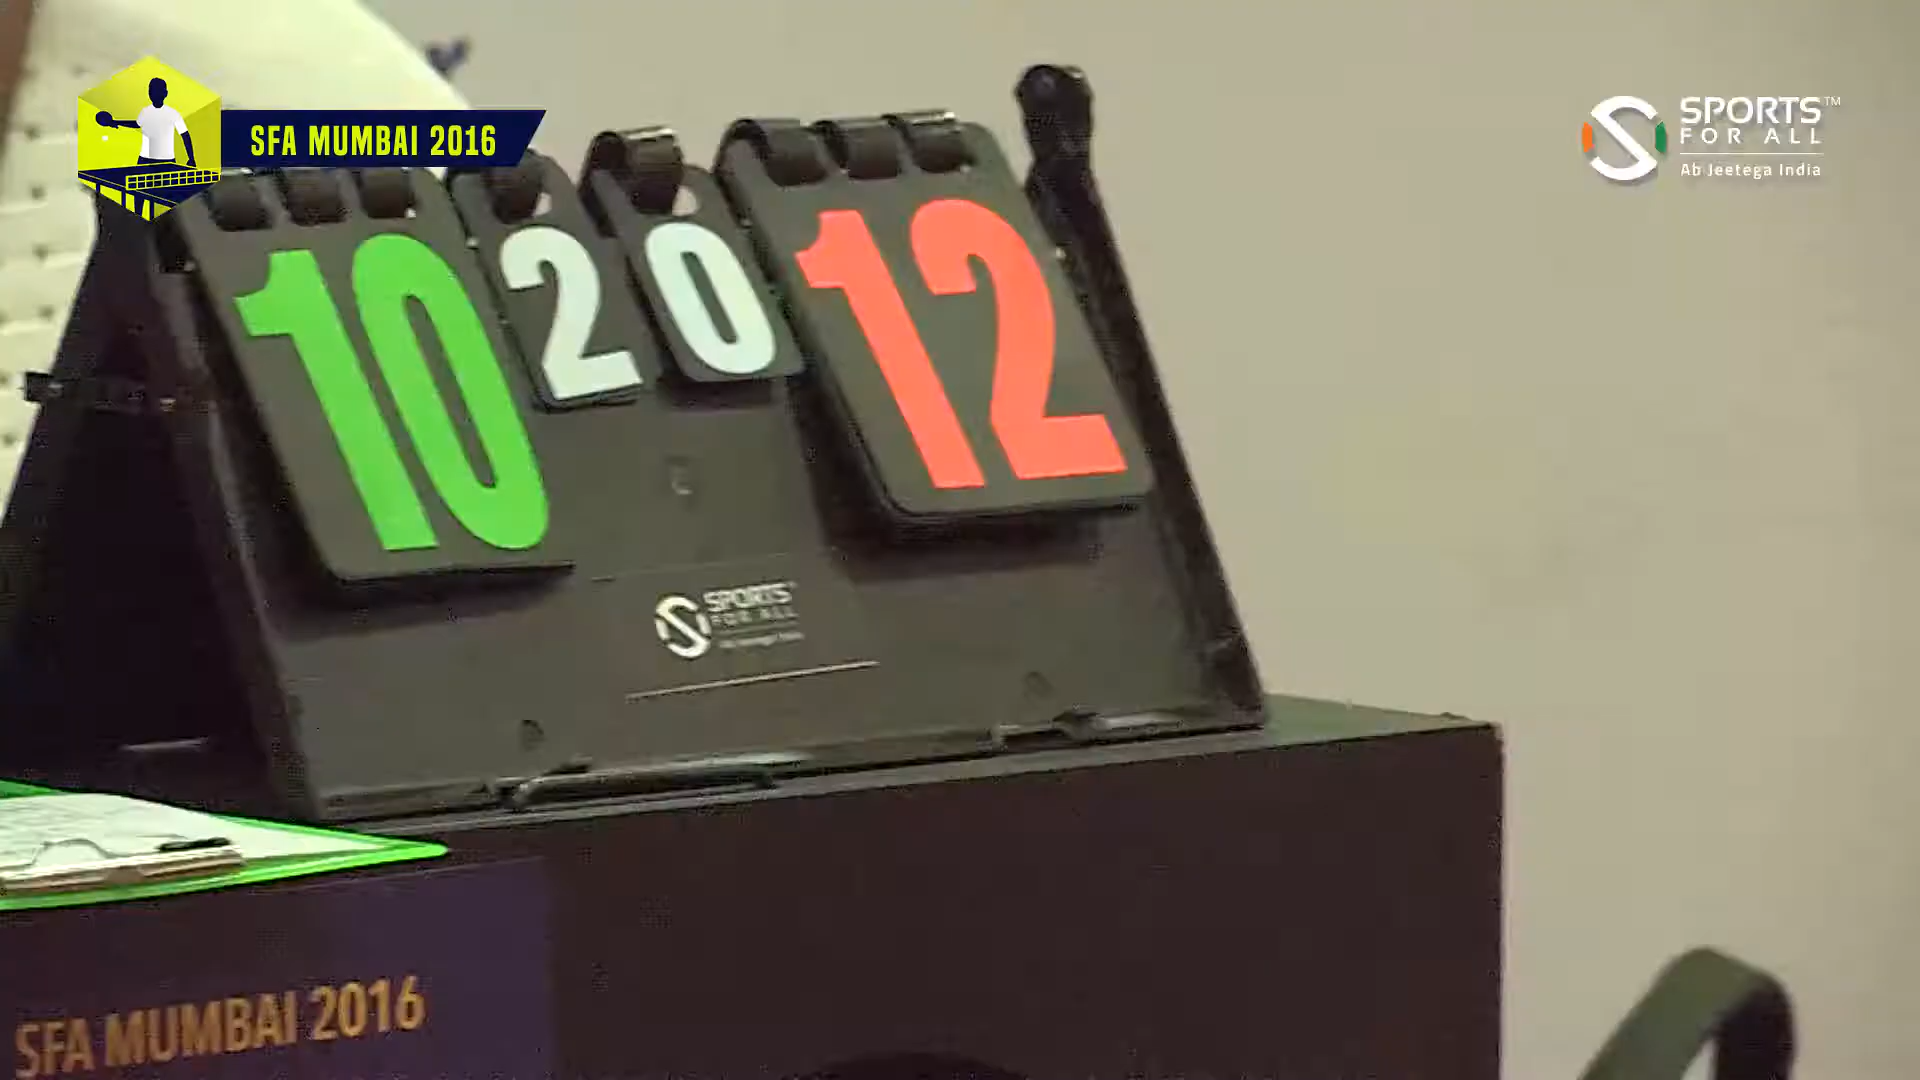 SFA MUMBAI 2016
SPORTS™
FOR ALL
Ab Jeetega India
10 2 0 12
SPORTS
FOR ALL
SFA MUMBAI 2016